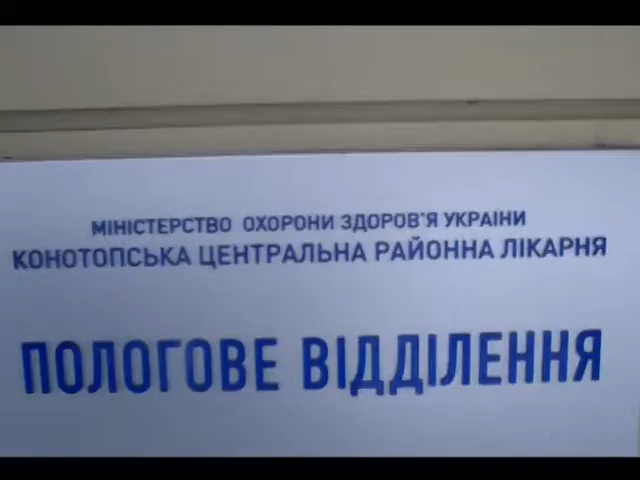 МІНІСТЕРСТВО ОХОРОНИ ЗДОРОВ'Я УКРАЇНИ
КОНОТОПСЬКА ЦЕНТРАЛЬНА РАЙОННА ЛІКАРНЯ
ПОЛОГОВЕ ВІДДІЛЕННЯ